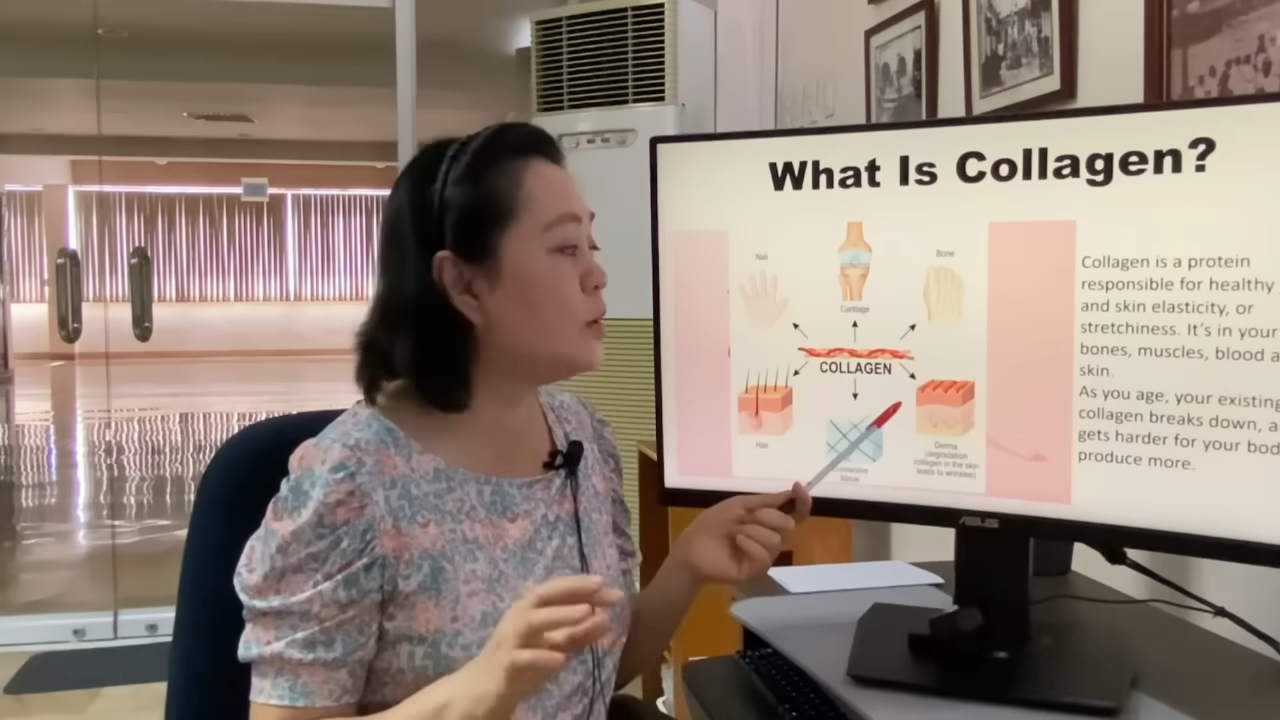 What Is Collagen?
Nail
Cartilage
Bone
COLLAGEN
Collagen is a protein
responsible for healthy
and skin elasticity, or
stretchiness. It's in your
bones, muscles, blood a
skin.
As you age, your existing
collagen breaks down, a
gets harder for your bod
produce more.
Hair
Derma
(degradation
collagen in the skin
leads to wrinkles)
tissue
ASUS